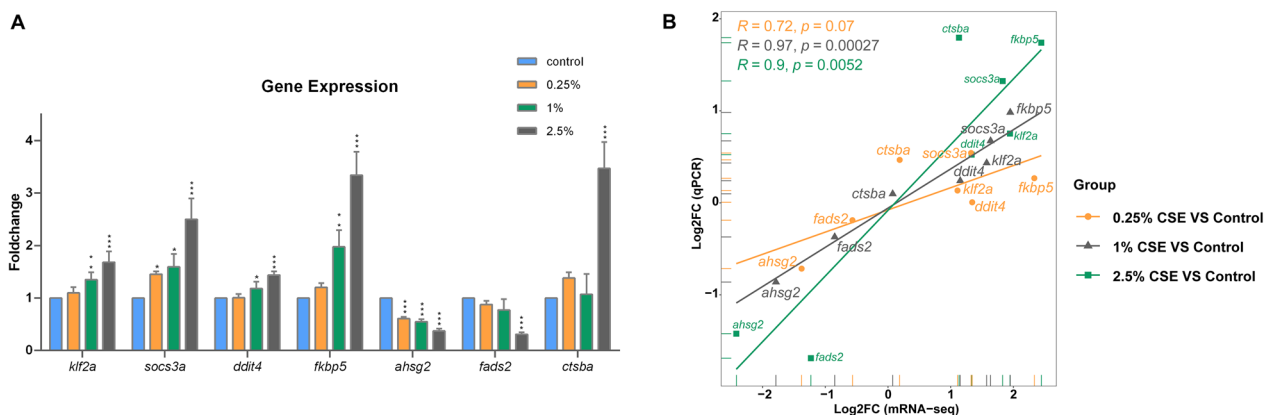 A
Gene Expression
control
0.25%
1%
2.5%
Foldchange
4
3
2
1
0
klf2a socs3a ddit4 fkbp5 ahsg2 fads2 ctsba
B
R = 0.72, p = 0.07
R = 0.97, p = 0.00027
R = 0.9, p = 0.0052
ctsba
fkbp5
socs3a
fkbp5
socs3a
klf2a
ddit4
ctsba
socs3a
klf2a
ddit4
fkbp5
klf2a
ctsba
ddit4
fads2
fads2
ahsg2
ahsg2
ahsg2
fads2
Log2FC (qPCR)
2
1
0
−1
−2 −1 0 1 2
Log2FC (mRNA−seq)
Group
0.25% CSE VS Control
1% CSE VS Control
2.5% CSE VS Control